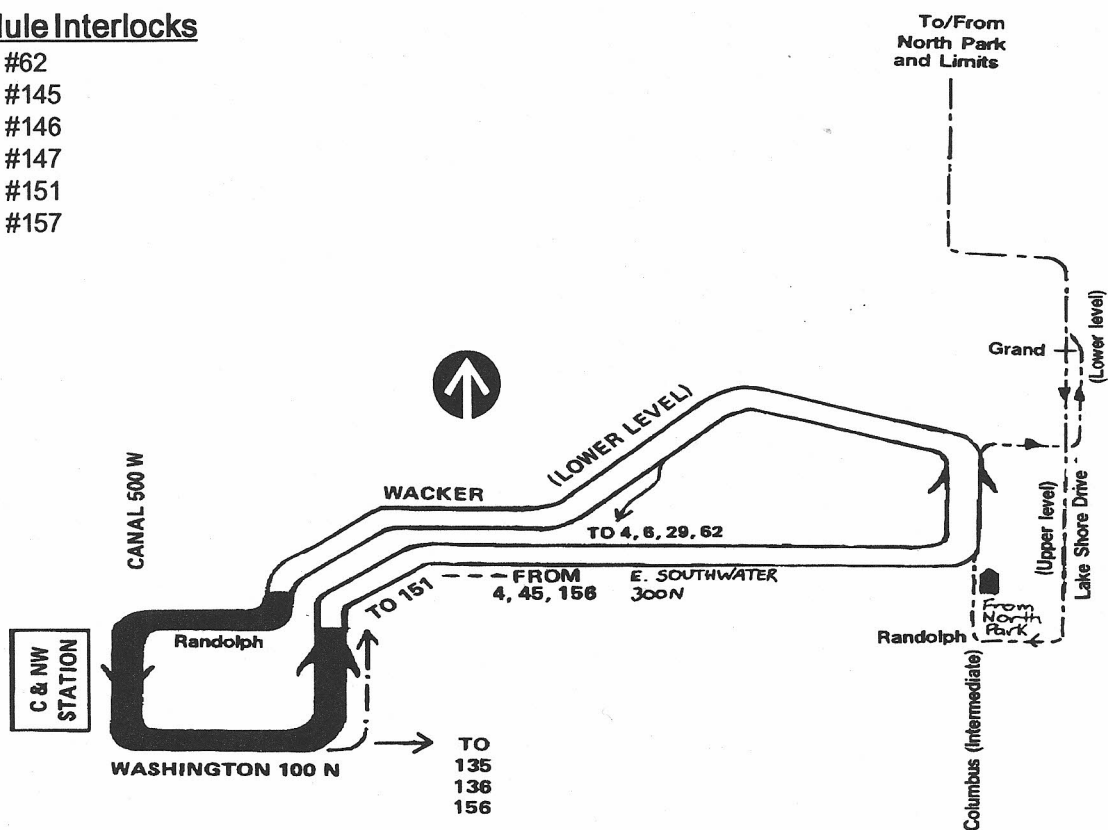 dule Interlocks
#62
#145
#146
#147
#151
#157
To/From
North Park
and Limits
Grand
(Lower level)
(LOWER LEVEL)
CANAL 500 W
WACKER
TO 4, 6, 29, 62
(Upper level)
Lake Shore Drive
TO 151
FROM
4, 45, 156
E. SOUTHWATER
300N
From
North
Park
Randolph
Randolph
C & NW
STATION
Columbus (Intermediate)
WASHINGTON 100 N
TO
135
136
156